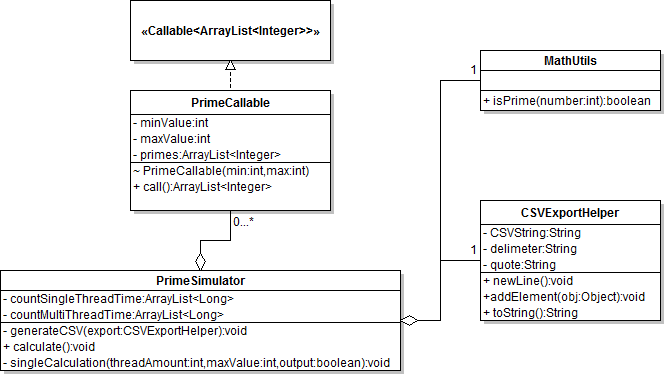 «Callable<ArrayList<Integer>>»
PrimeCallable
- minValue:int
- maxValue:int
- primes:ArrayList<Integer>
~ PrimeCallable(min:int,max:int)
+ call():ArrayList<Integer>
0...*
PrimeSimulator
- countSingleThreadTime:ArrayList<Long>
- countMultiThreadTime:ArrayList<Long>
- generateCSV(export:CSVExportHelper):void
+ calculate():void
- singleCalculation(threadAmount:int,maxValue:int,output:boolean):void
1
MathUtils
+ isPrime(number:int):boolean
1
CSVExportHelper
- CSVString:String
- delimeter:String
- quote:String
+ newLine():void
+addElement(obj:Object):void
+ toString():String